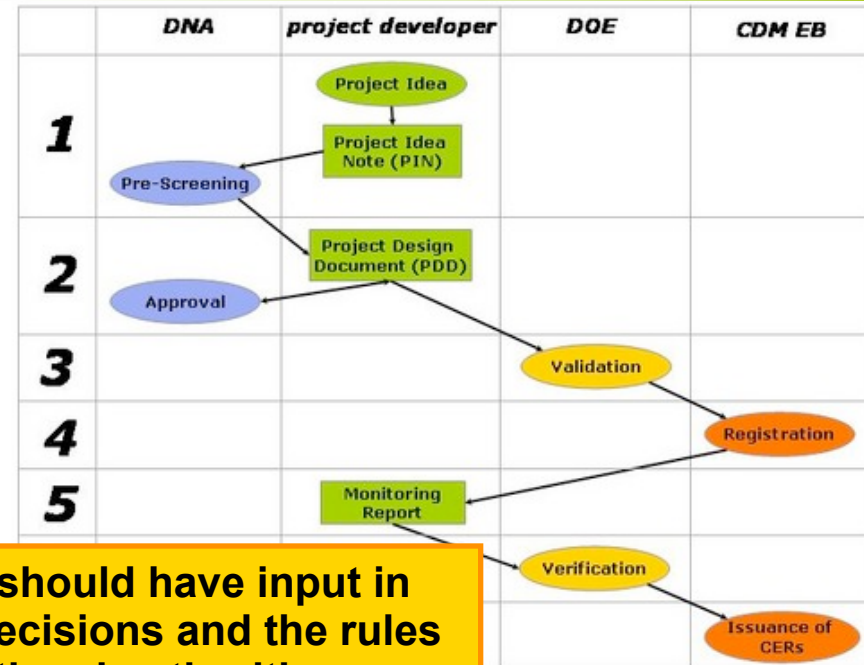 DNA project developer DOE CDM EB
1
Project Idea
Project Idea
Note (PIN)
Pre-Screening
2
Project Design
Document (PDD)
Approval
3
Validation
4
Registration
5
Monitoring
Report
Verification
Issuance of
CERs
should have input in
ecisions and the rules